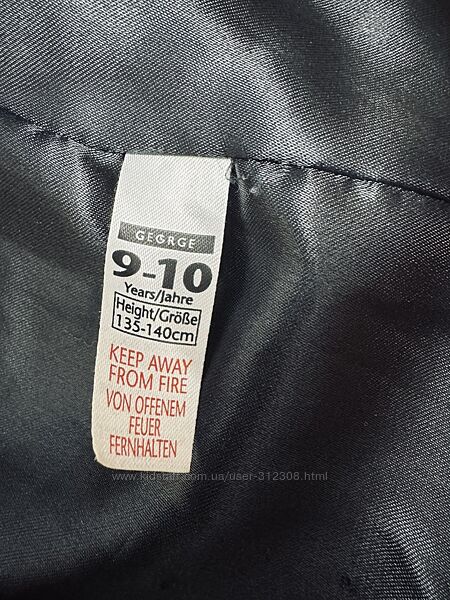 GEORGE
9-10
Years/Jahre
Height/Größe
135-140cm
KEEP AWAY
FROM FIRE
VON OFFENEM
FEUER
FERNHALTEN
www.kidstaff.com.ua/user-312308.html